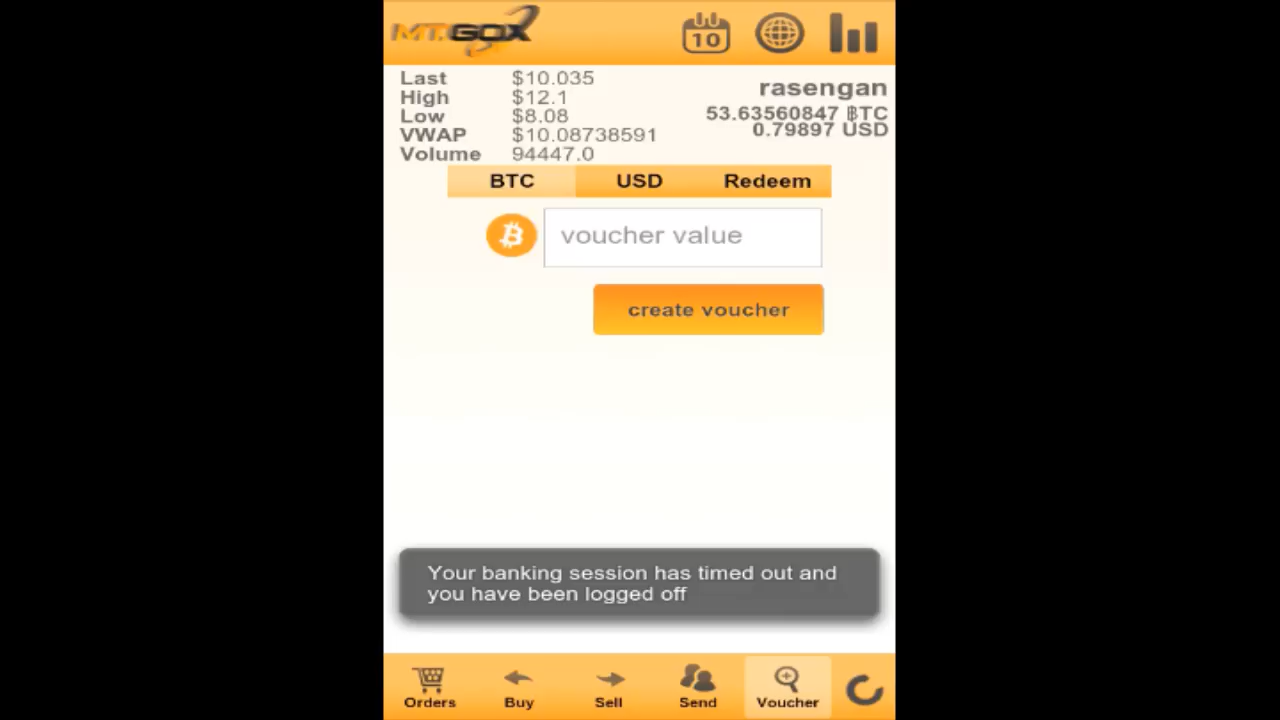 MT.GOX
10
Last $10.035
High $12.1
Low $8.08
VWAP $10.08738591
Volume 94447.0
rasengan
53.63560847 ฿TC
0.79897 USD
BTC USD Redeem
voucher value
create voucher
Your banking session has timed out and
you have been logged off
Orders Buy Sell Send Voucher